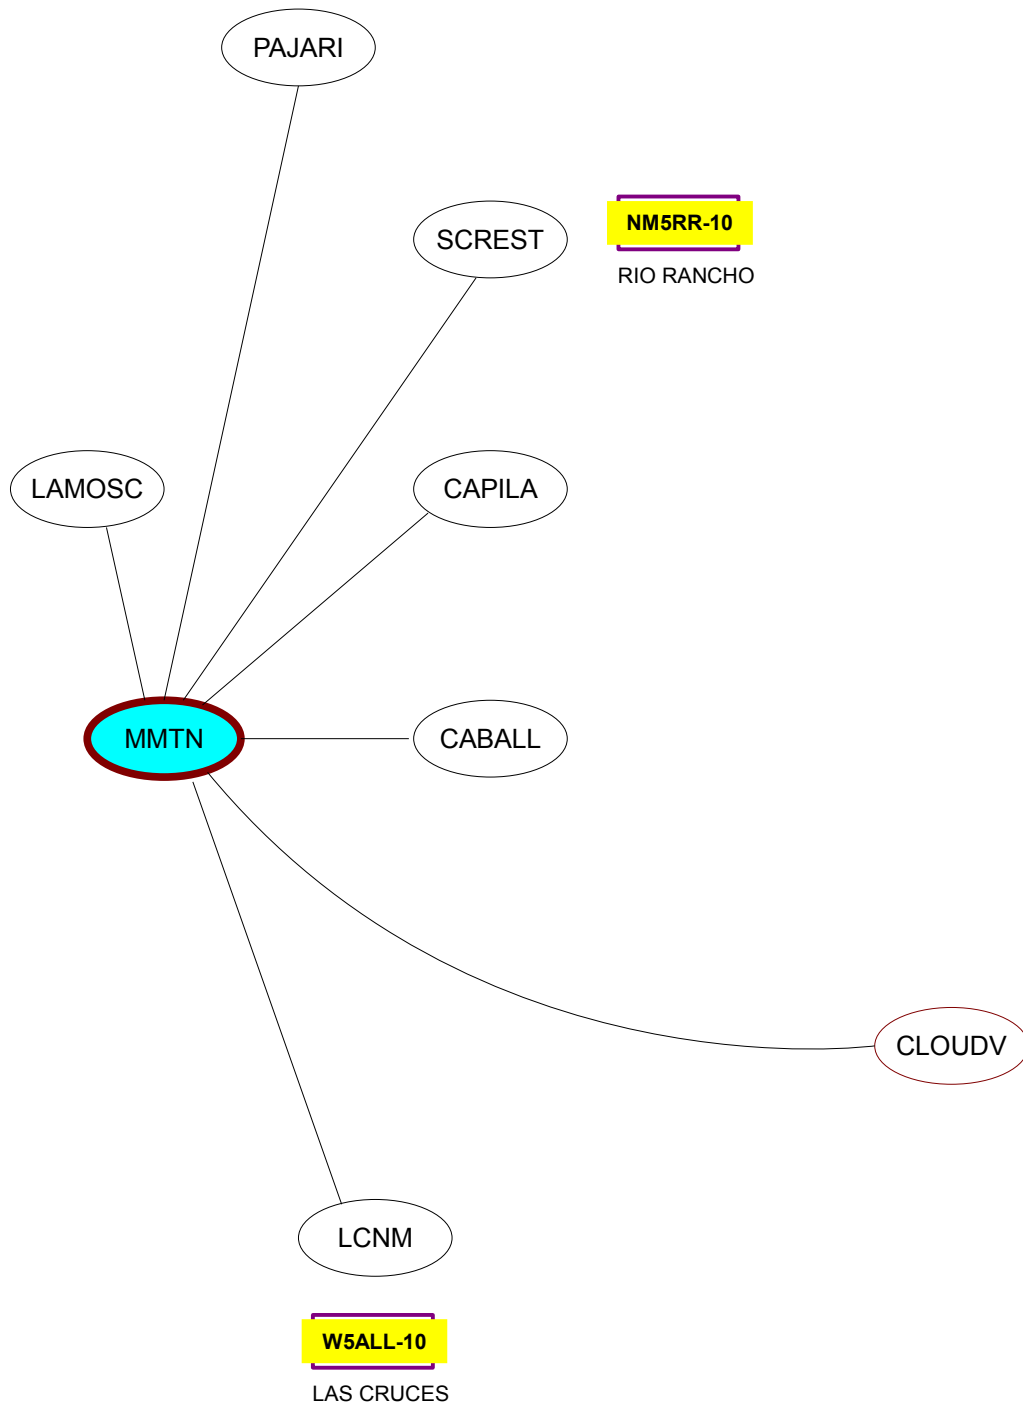 PAJARI
SCREST
NM5RR-10
RIO RANCHO
LAMOSC
CAPILA
MMTN
CABALL
CLOUDV
LCNM
W5ALL-10
LAS CRUCES